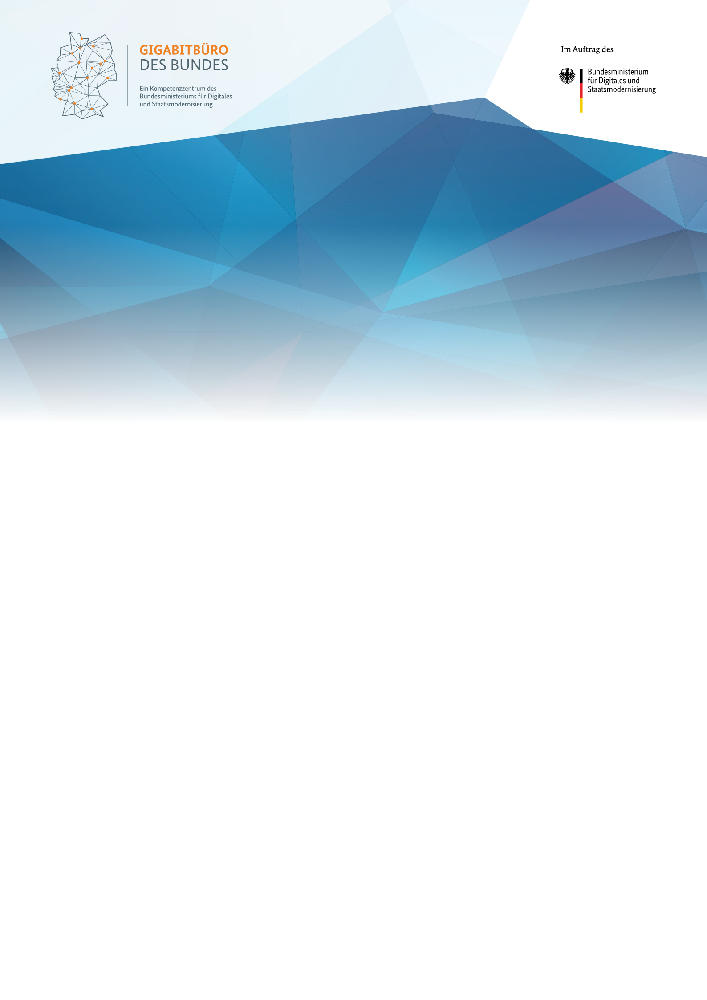 GIGABITBÜRO
DES BUNDES
Ein Kompetenzzentrum des
Bundesministeriums für Digitales
und Staatsmodernisierung
Im Auftrag des
Bundesministerium
für Digitales und
Staatsmodernisierung